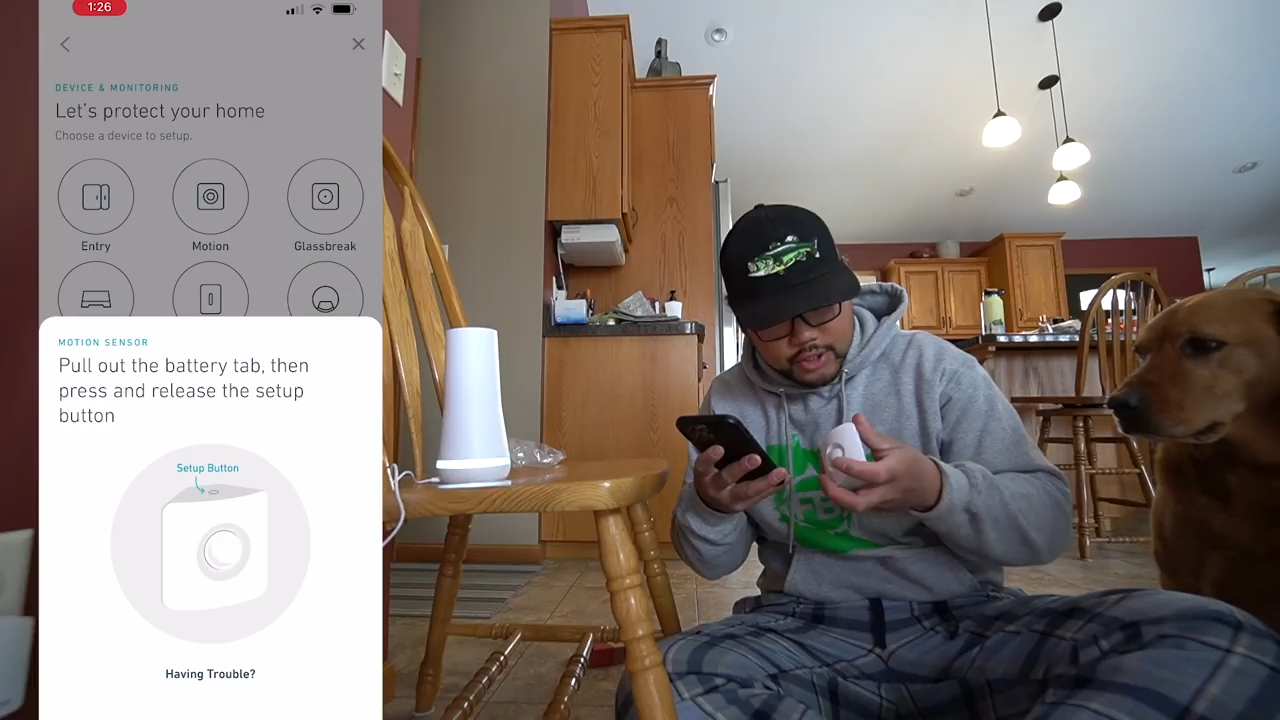 1:26
DEVICE & MONITORING
Let's protect your home
Choose a device to setup.
Entry Motion Glassbreak
MOTION SENSOR
Pull out the battery tab, then
press and release the setup
button
Setup Button
Having Trouble?